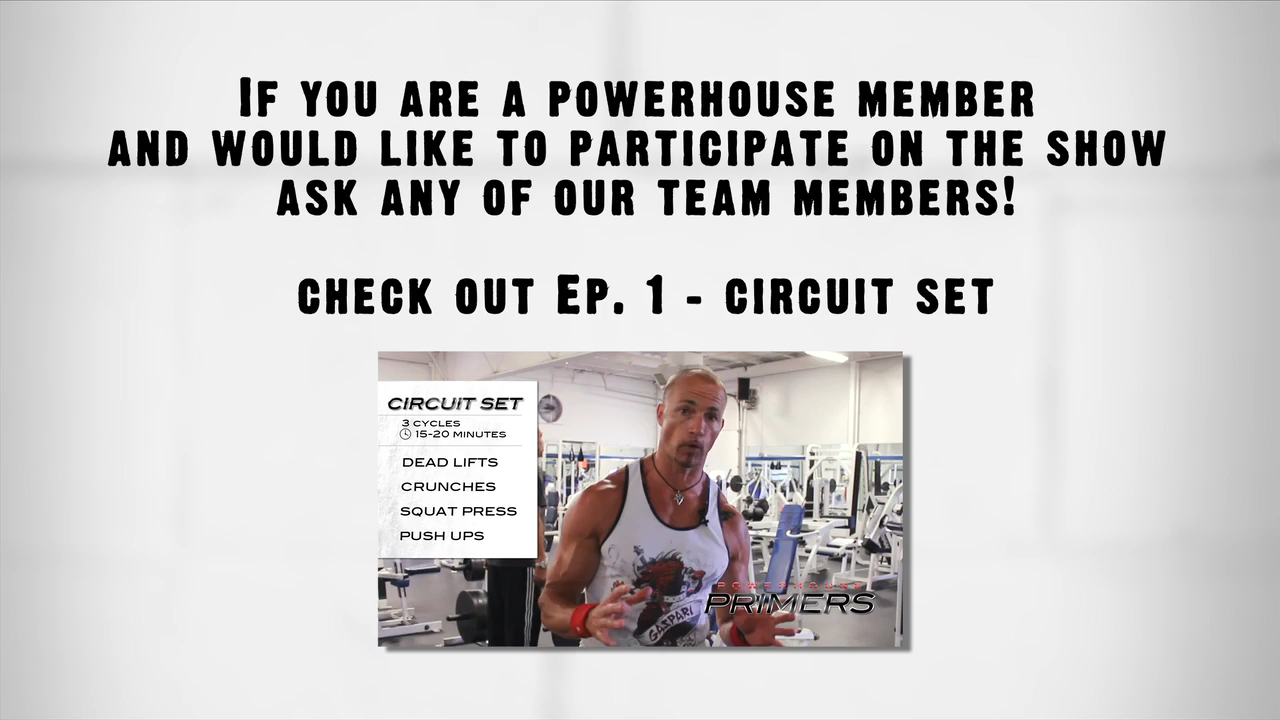 If you are a powerhouse member
and would like to participate on the show
ask any of our team members!
check out Ep. 1 - circuit set
CIRCUIT SET
3 CYCLES
15-20 MINUTES
DEAD LIFTS
CRUNCHES
SQUAT PRESS
PUSH UPS
GASPARI
POWERHOUSE
PRIMERS